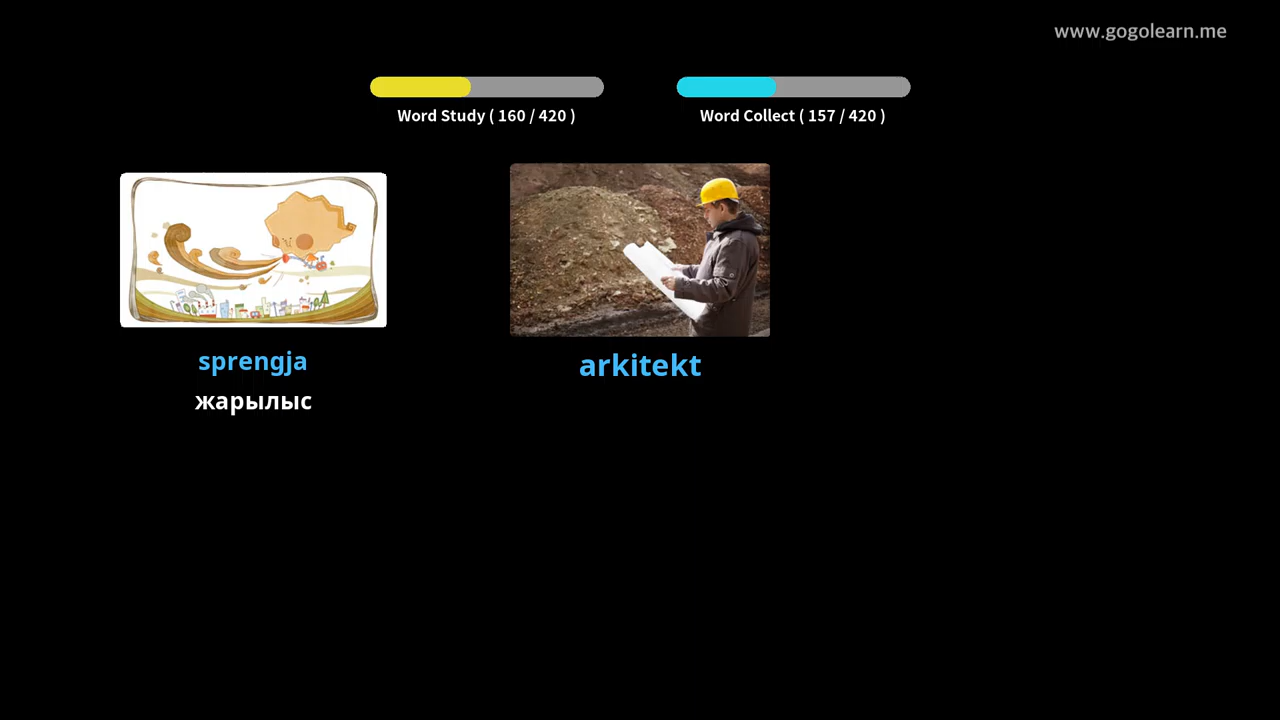 www.gogolearn.me
Word Study ( 160 / 420 )
Word Collect ( 157 / 420 )
sprengja
жарылыс
arkitekt